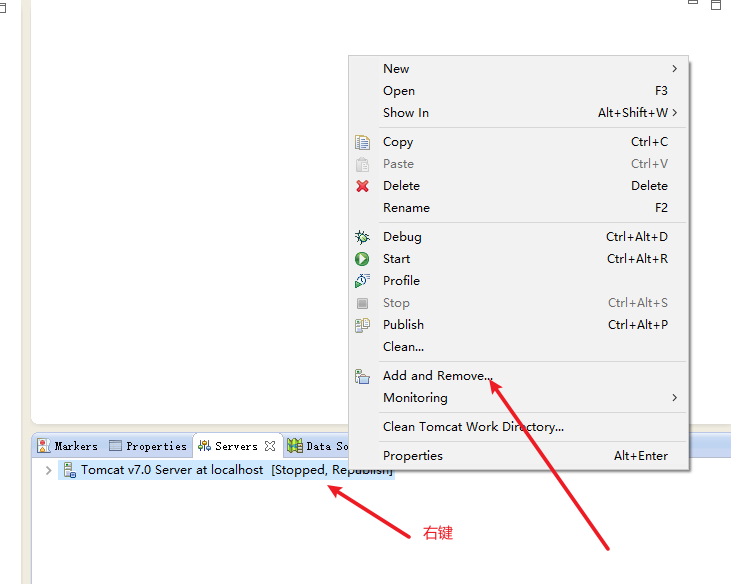 New
Open F3
Show In Alt+Shift+W
Copy Ctrl+C
Paste Ctrl+V
Delete Delete
Rename F2
Debug Ctrl+Alt+D
Start Ctrl+Alt+R
Profile
Stop Ctrl+Alt+S
Publish Ctrl+Alt+P
Clean...
Add and Remove...
Monitoring
Clean Tomcat Work Directory...
Properties Alt+Enter
Markers Properties Servers Data So
Tomcat v7.0 Server at localhost [Stopped, Republish]
右键